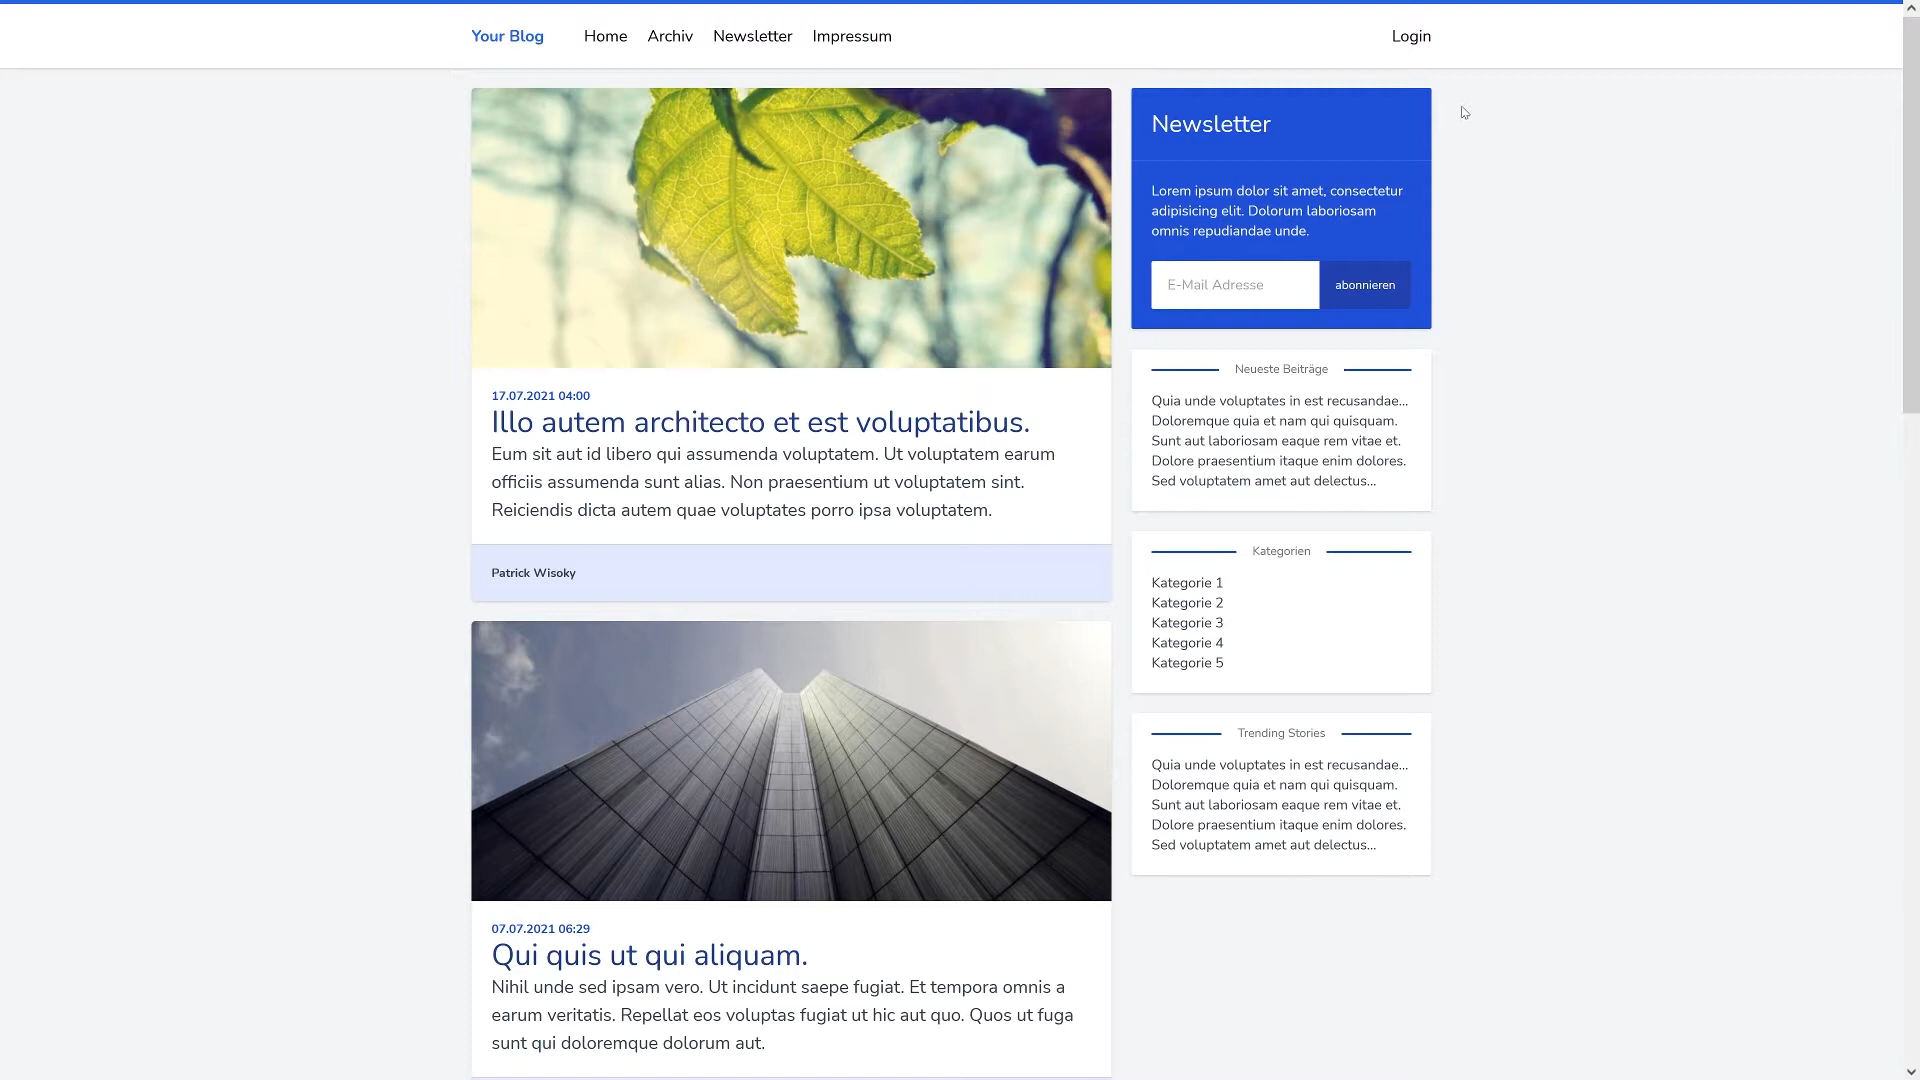 Your Blog
Home
Archiv
Newsletter
Impressum
Login
17.07.2021 04:00
Illo autem architecto et est voluptatibus.
Eum sit aut id libero qui assumenda voluptatem. Ut voluptatem earum
officiis assumenda sunt alias. Non praesentium ut voluptatem sint.
Reiciendis dicta autem quae voluptates porro ipsa voluptatem.
Patrick Wisoky
07.07.2021 06:29
Qui quis ut qui aliquam.
Nihil unde sed ipsam vero. Ut incidunt saepe fugiat. Et tempora omnis a
earum veritatis. Repellat eos voluptas fugiat ut hic aut quo. Quos ut fuga
sunt qui doloremque dolorum aut.
Newsletter
Lorem ipsum dolor sit amet, consectetur
adipisicing elit. Dolorum laboriosam
omnis repudiandae unde.
E-Mail Adresse
abonnieren
Neueste Beiträge
Quia unde voluptates in est recusandae...
Doloremque quia et nam qui quisquam.
Sunt aut laboriosam eaque rem vitae et.
Dolore praesentium itaque enim dolores.
Sed voluptatem amet aut delectus...
Kategorien
Kategorie 1
Kategorie 2
Kategorie 3
Kategorie 4
Kategorie 5
Trending Stories
Quia unde voluptates in est recusandae...
Doloremque quia et nam qui quisquam.
Sunt aut laboriosam eaque rem vitae et.
Dolore praesentium itaque enim dolores.
Sed voluptatem amet aut delectus...